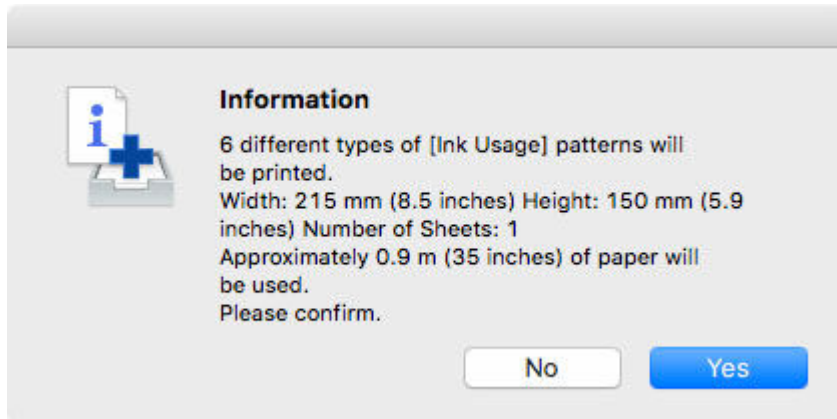 i
Information
6 different types of [Ink Usage] patterns will
be printed.
Width: 215 mm (8.5 inches) Height: 150 mm (5.9
inches) Number of Sheets: 1
Approximately 0.9 m (35 inches) of paper will
be used.
Please confirm.
No
Yes